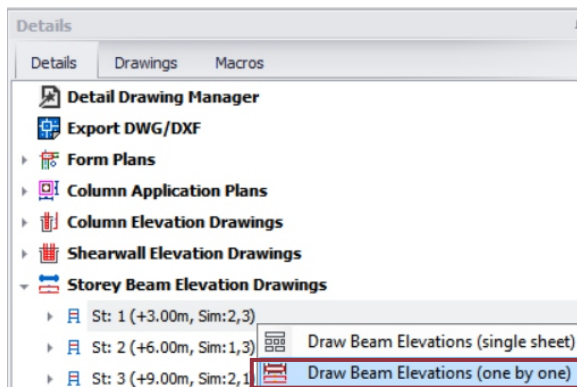 Details
Details Drawings Macros
Detail Drawing Manager
Export DWG/DXF
Form Plans
Column Application Plans
Column Elevation Drawings
Shearwall Elevation Drawings
Storey Beam Elevation Drawings
St: 1 (+3.00m, Sim:2,3)
Draw Beam Elevations (single sheet)
St: 2 (+6.00m, Sim:1,3)
Draw Beam Elevations (one by one)
St: 3 (+9.00m, Sim:2,1